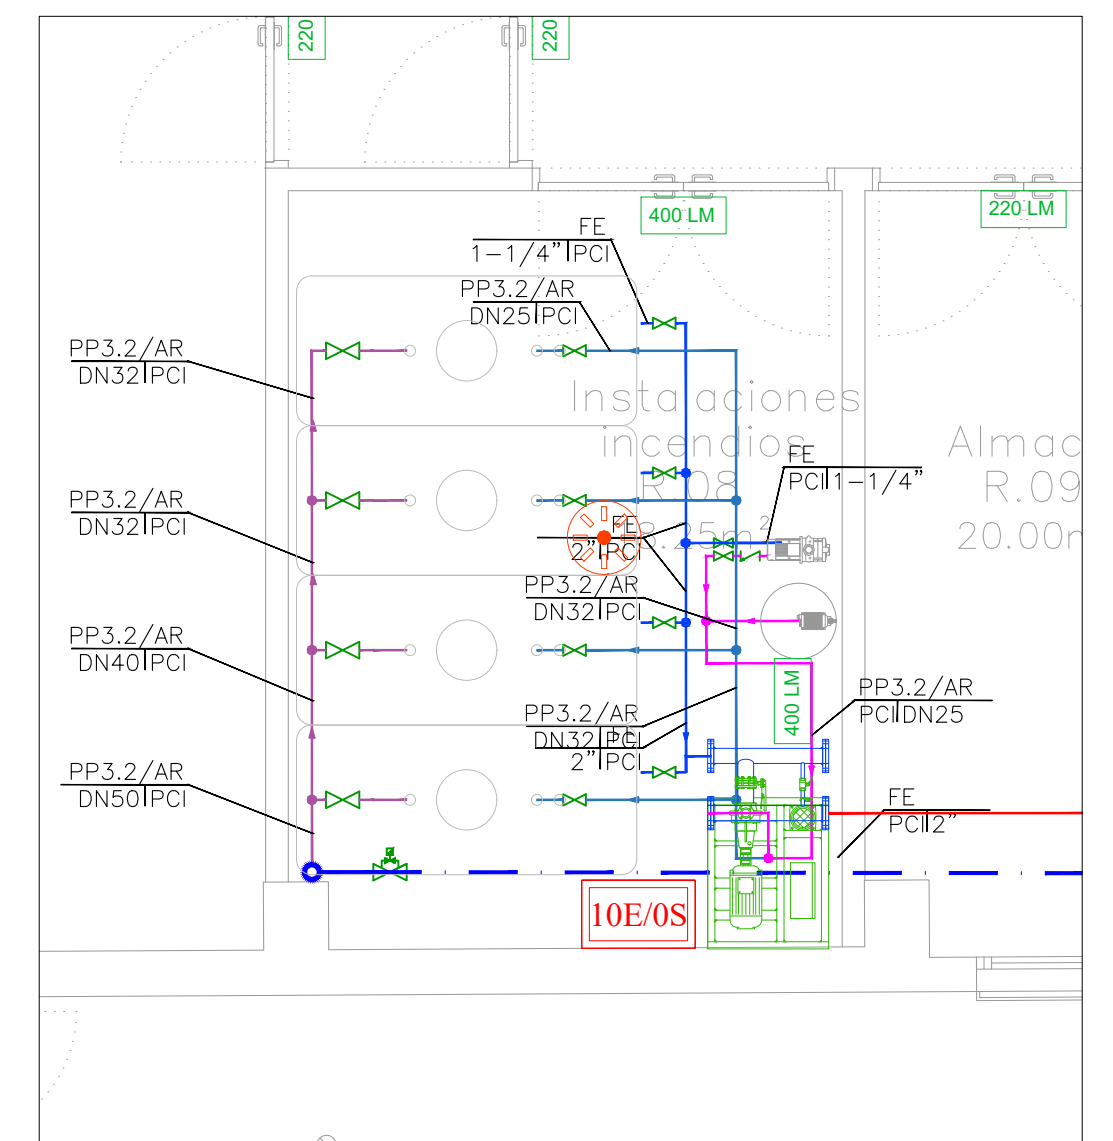 220
220
400 LM
220 LM
FE
1-1/4" PCI
PP3.2/AR
DN25 PCI
PP3.2/AR
DN32 PCI
Instalaciones
incendios
R.08
Almac
R.09
20.00m
FE
PCI 1-1/4"
PP3.2/AR
DN32 PCI
FE
2" PCI
8.25m²
PP3.2/AR
DN32 PCI
PP3.2/AR
DN40 PCI
400 LM
PP3.2/AR
PCI DN25
PP3.2/AR
DN32 PCI
FE
2" PCI
PP3.2/AR
DN50 PCI
FE
PCI 2"
10E/0S